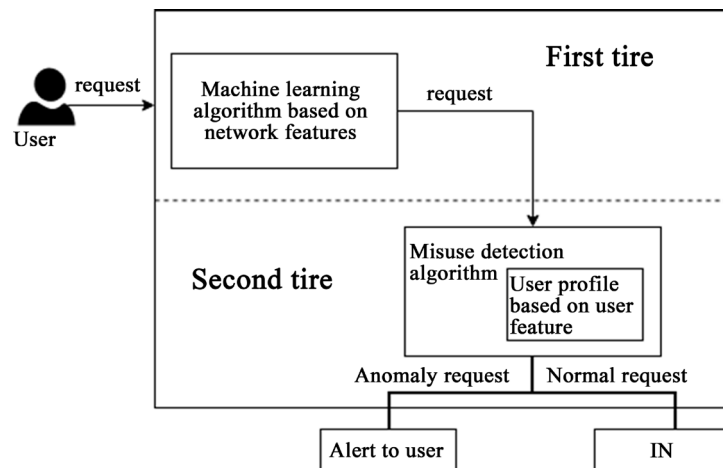 First tire
request
User
Machine learning
algorithm based on
network features
request
Second tire
Misuse detection
algorithm
User profile
based on user
feature
Anomaly request
Normal request
Alert to user
IN